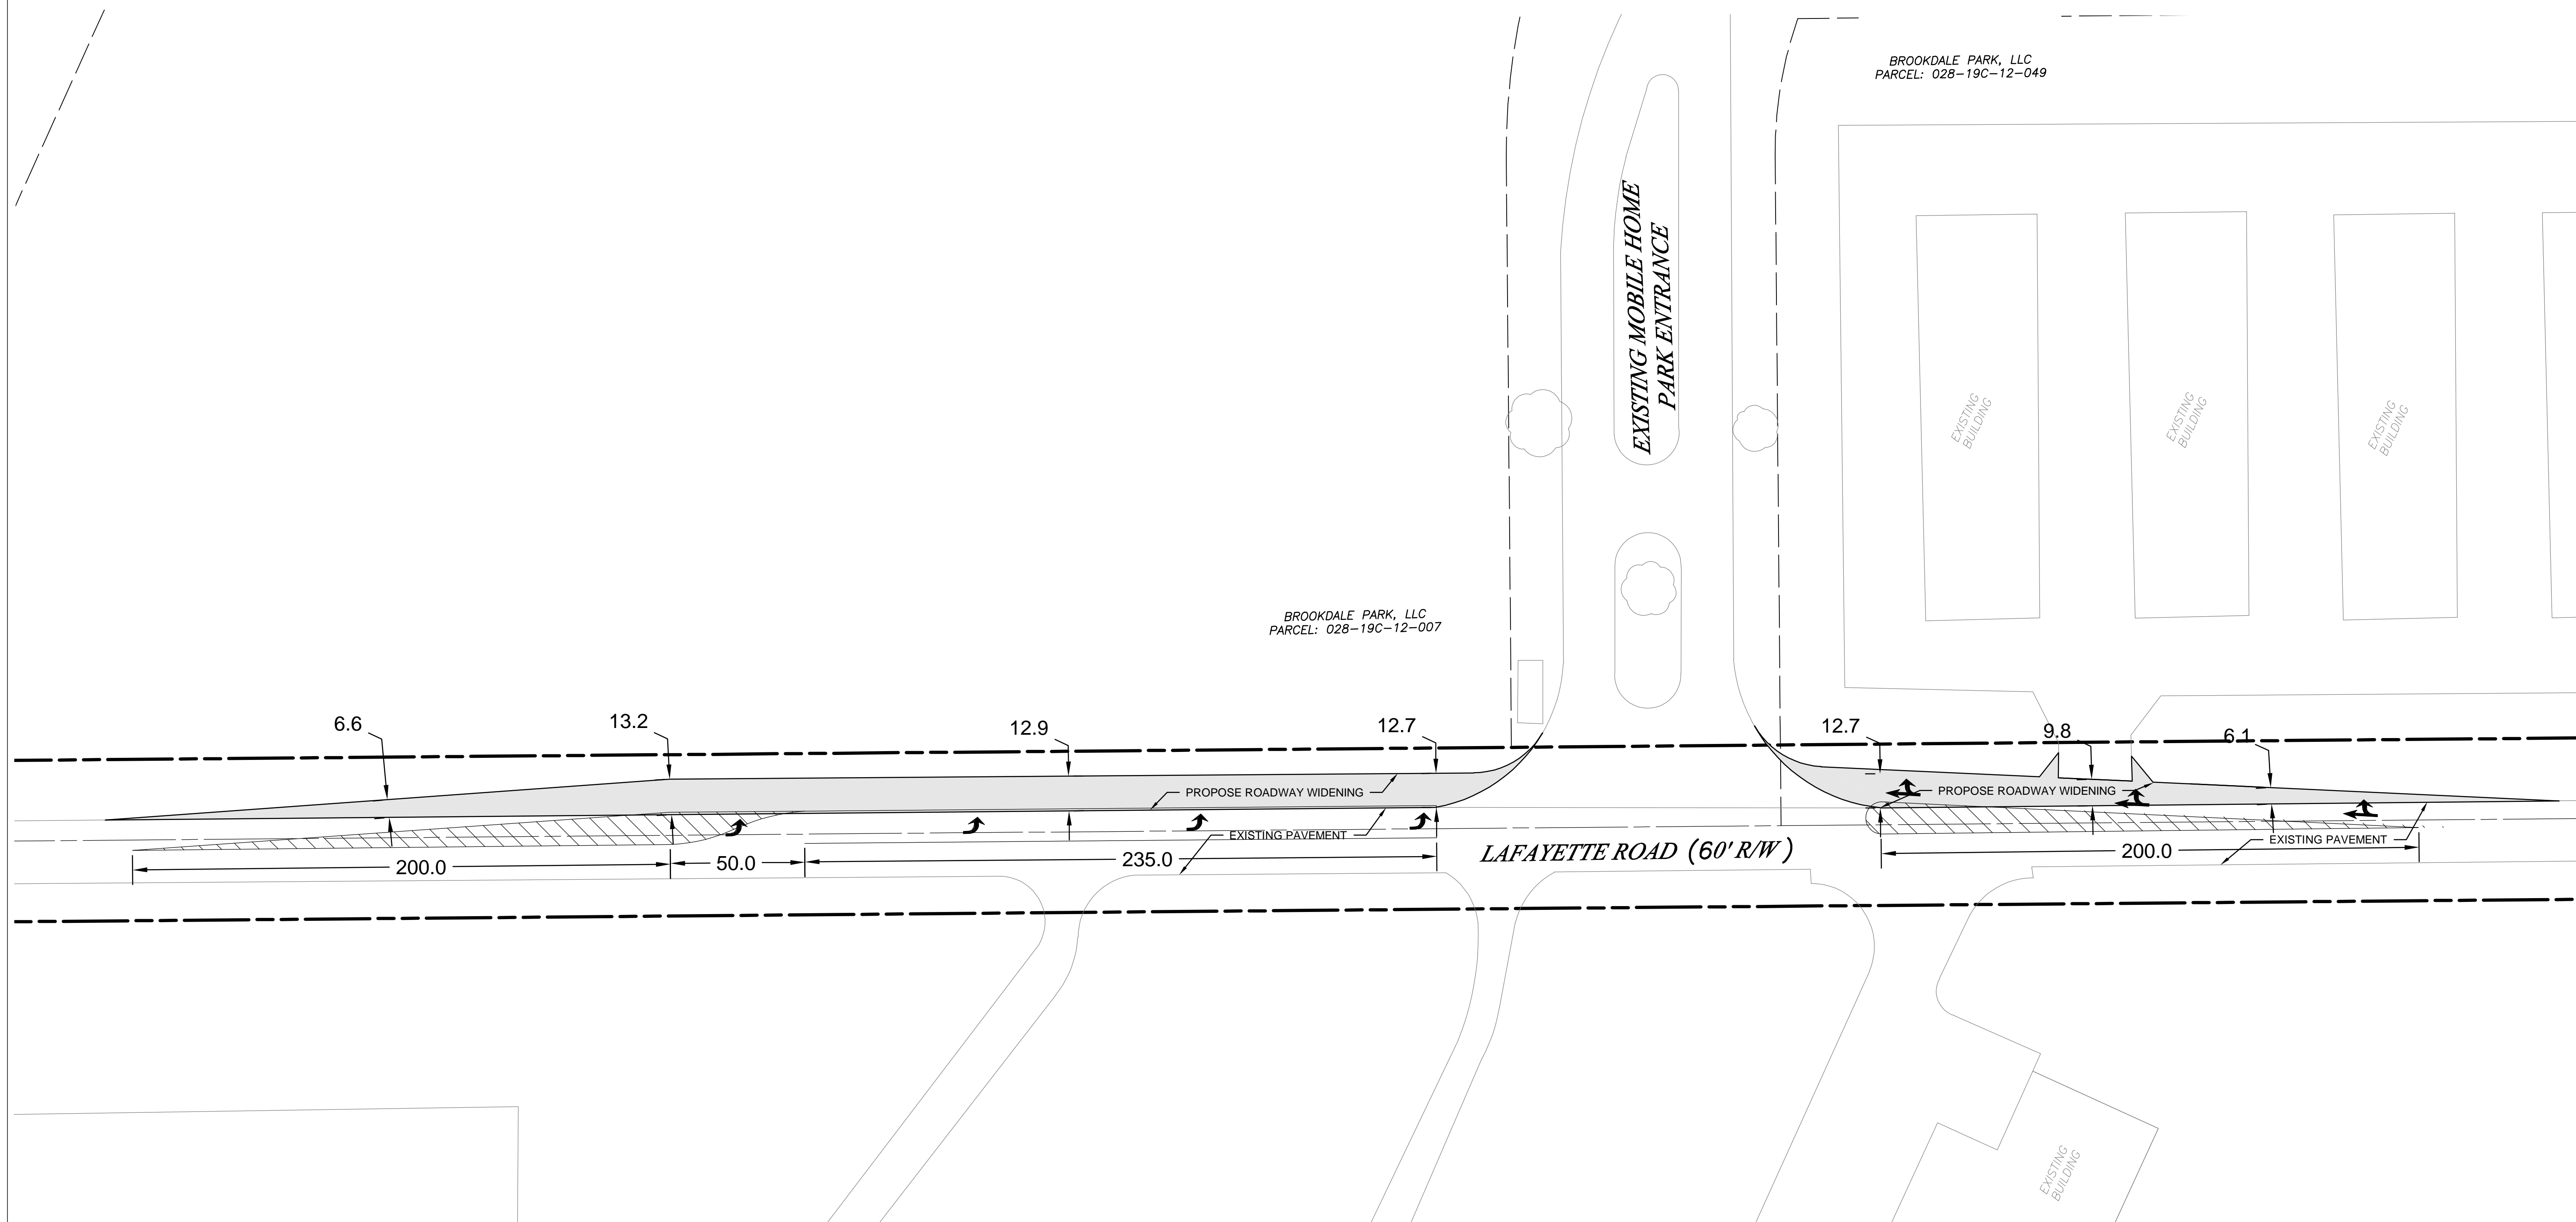 BROOKDALE PARK, LLC
PARCEL: 028-19C-12-049
EXISTING MOBILE HOME
PARK ENTRANCE
EXISTING
BUILDING
EXISTING
BUILDING
EXISTING
BUILDING
BROOKDALE PARK, LLC
PARCEL: 028-19C-12-007
6.6
13.2
12.9
12.7
12.7
9.8
6.1
PROPOSE ROADWAY WIDENING
PROPOSE ROADWAY WIDENING
EXISTING PAVEMENT
EXISTING PAVEMENT
200.0
50.0
235.0
LAFAYETTE ROAD (60' R/W)
200.0
EXISTING
BUILDING